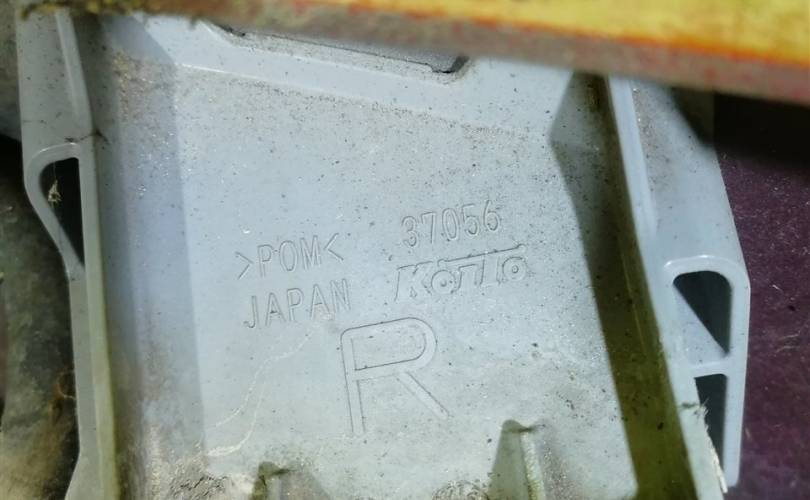 >POM< 37056
JAPAN KOITO
R